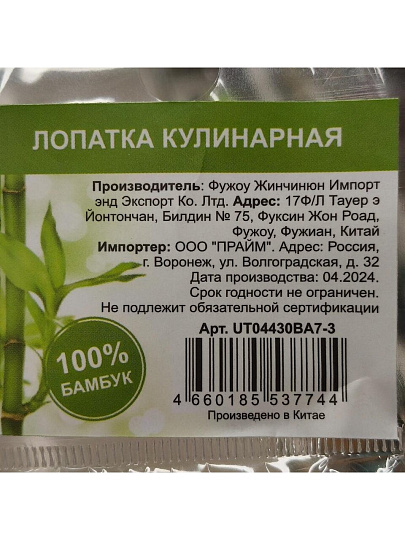 ЛОПАТКА КУЛИНАРНАЯ
Производитель: Фужоу Жинчинюн Импорт
энд Экспорт Ко. Лтд. Адрес: 17Ф/Л Тауер э
Йонтончан, Билдин № 75, Фуксин Жон Роад,
Фужоу, Фужиан, Китай
Импортер: ООО "ПРАЙМ". Адрес: Россия,
г. Воронеж, ул. Волгоградская, д. 32
Дата производства: 04.2024.
Срок годности не ограничен.
Не подлежит обязательной сертификации
Арт. UT04430BA7-3
100%
БАМБУК
4 660185 537744
Произведено в Китае